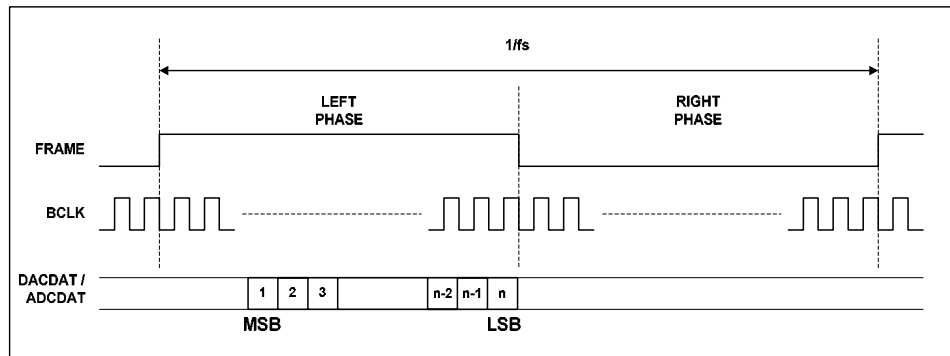 1/fs
LEFT
PHASE
RIGHT
PHASE
FRAME
BCLK
DACDAT /
ADCDAT
1 2 3 n-2 n-1 n
MSB LSB